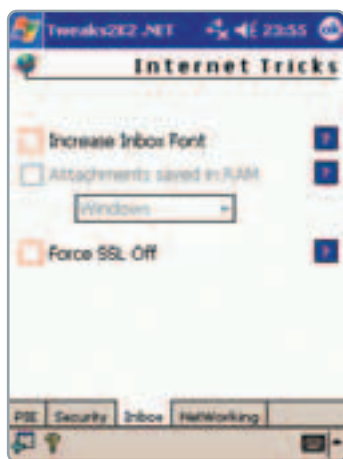 Tweaks2K2 .NET 23:55 ok
Internet Tricks
Increase Inbox Font ?
Attachments saved in RAM ?
Windows
Force SSL Off ?
PIE Security Inbox NetWorking